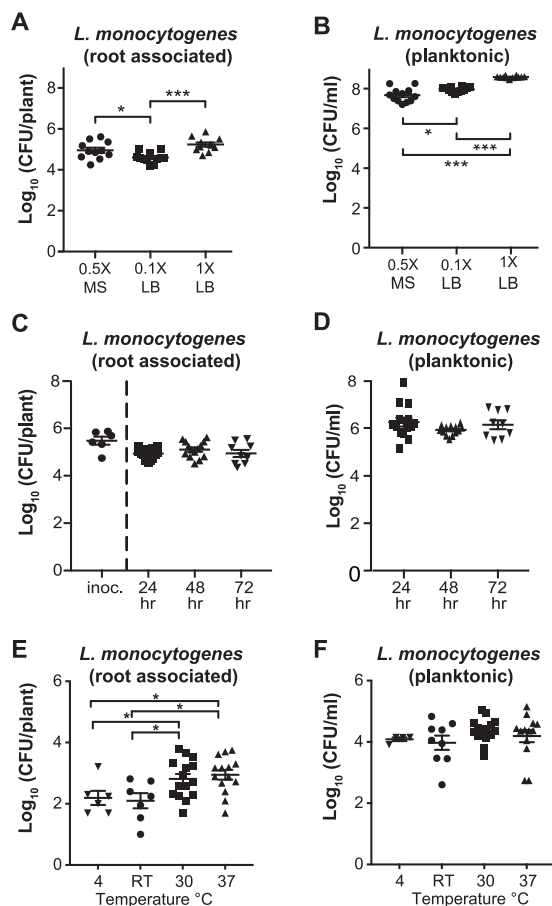 A
L. monocytogenes
(root associated)
Log10 (CFU/plant)
8
6
4
2
0
*
***
0.5X
MS
0.1X
LB
1X
LB
B
L. monocytogenes
(planktonic)
Log10 (CFU/ml)
8
6
4
2
0
*
***
***
0.5X
MS
0.1X
LB
1X
LB
C
L. monocytogenes
(root associated)
Log10 (CFU/plant)
8
6
4
2
0
inoc.
24
hr
48
hr
72
hr
D
L. monocytogenes
(planktonic)
Log10 (CFU/ml)
8
6
4
2
0
24
hr
48
hr
72
hr
E
L. monocytogenes
(root associated)
Log10 (CFU/plant)
6
4
2
0
*
*
*
*
4 RT 30 37
Temperature °C
F
L. monocytogenes
(planktonic)
Log10 (CFU/ml)
6
4
2
0
4 RT 30 37
Temperature °C